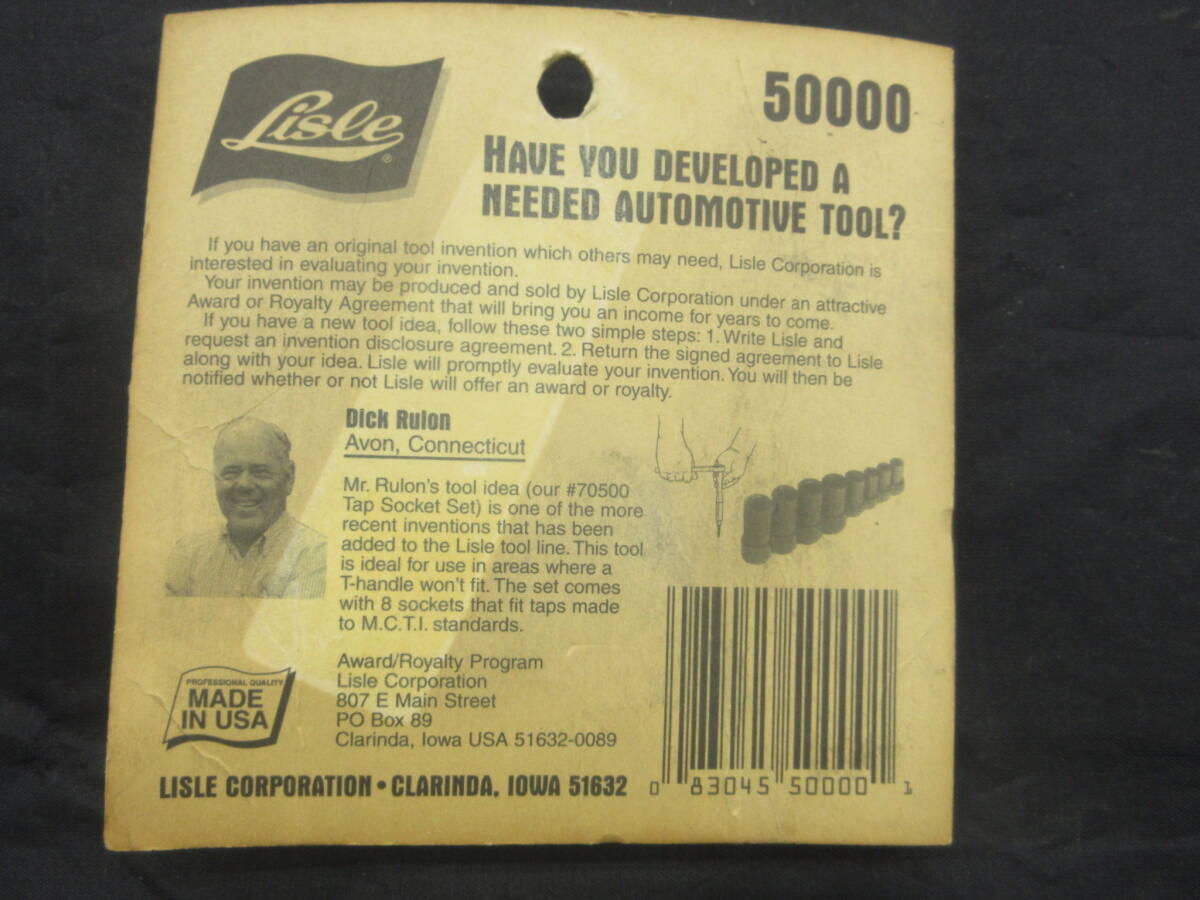 Lisle®
50000
HAVE YOU DEVELOPED A
NEEDED AUTOMOTIVE TOOL?
If you have an original tool invention which others may need, Lisle Corporation is
interested in evaluating your invention.
Your invention may be produced and sold by Lisle Corporation under an attractive
Award or Royalty Agreement that will bring you an income for years to come.
If you have a new tool idea, follow these two simple steps: 1. Write Lisle and
request an invention disclosure agreement. 2. Return the signed agreement to Lisle
along with your idea. Lisle will promptly evaluate your invention. You will then be
notified whether or not Lisle will offer an award or royalty.
Dick Rulon
Avon, Connecticut
Mr. Rulon's tool idea (our #70500
Tap Socket Set) is one of the more
recent inventions that has been
added to the Lisle tool line. This tool
is ideal for use in areas where a
T-handle won't fit. The set comes
with 8 sockets that fit taps made
to M.C.T.I. standards.
Award/Royalty Program
Lisle Corporation
807 E Main Street
PO Box 89
Clarinda, Iowa USA 51632-0089
PROFESSIONAL QUALITY
MADE
IN USA
LISLE CORPORATION • CLARINDA, IOWA 51632
0 83045 50000 1